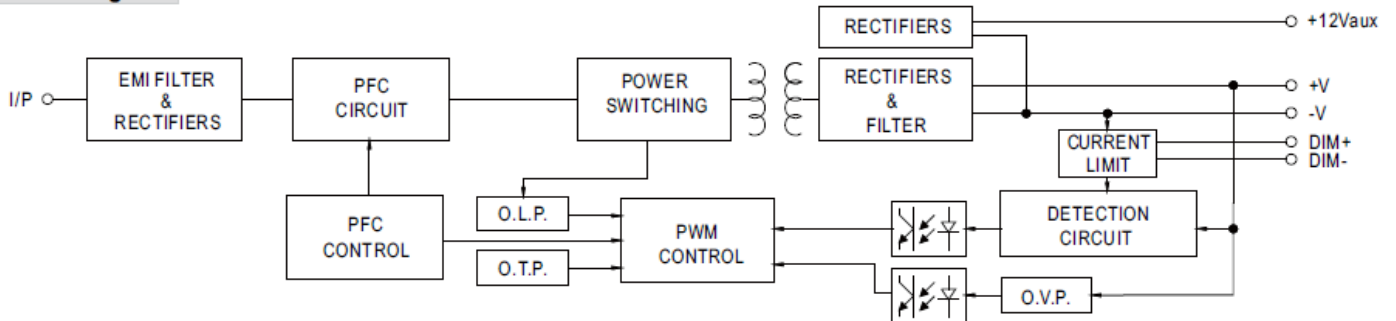 RECTIFIERS
+12Vaux
I/P
EMI FILTER
&
RECTIFIERS
PFC
CIRCUIT
POWER
SWITCHING
RECTIFIERS
&
FILTER
+V
-V
CURRENT
LIMIT
DIM+
DIM-
PFC
CONTROL
O.L.P.
O.T.P.
PWM
CONTROL
DETECTION
CIRCUIT
O.V.P.